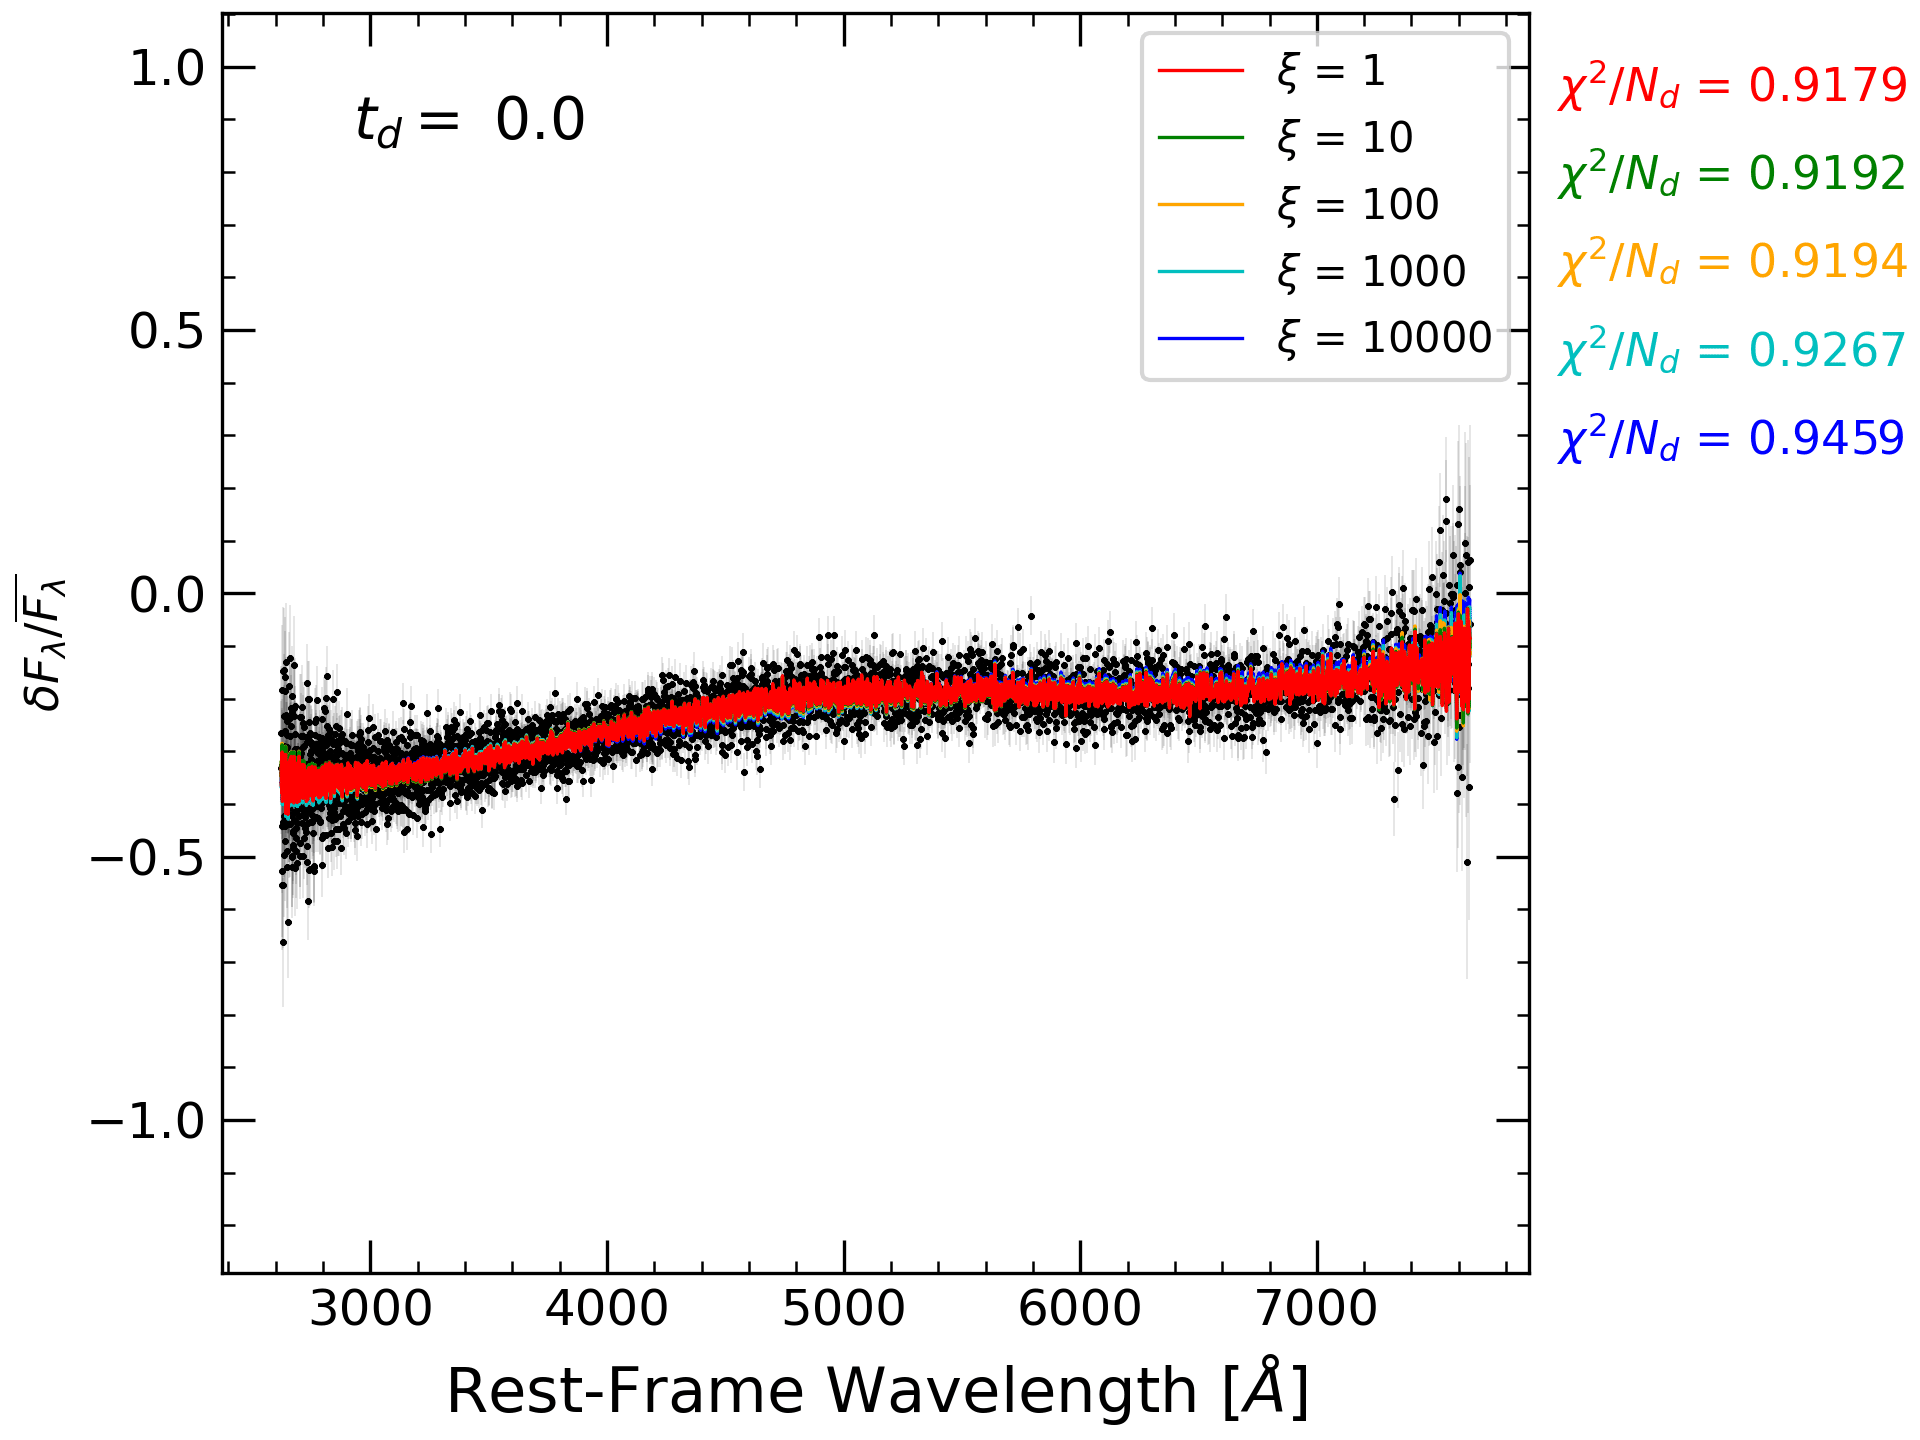 1.0
0.5
0.0
−0.5
−1.0
δF_λ/F̅_λ
t_d = 0.0
ξ = 1
ξ = 10
ξ = 100
ξ = 1000
ξ = 10000
χ²/N_d = 0.9179
χ²/N_d = 0.9192
χ²/N_d = 0.9194
χ²/N_d = 0.9267
χ²/N_d = 0.9459
3000 4000 5000 6000 7000
Rest-Frame Wavelength [Å]